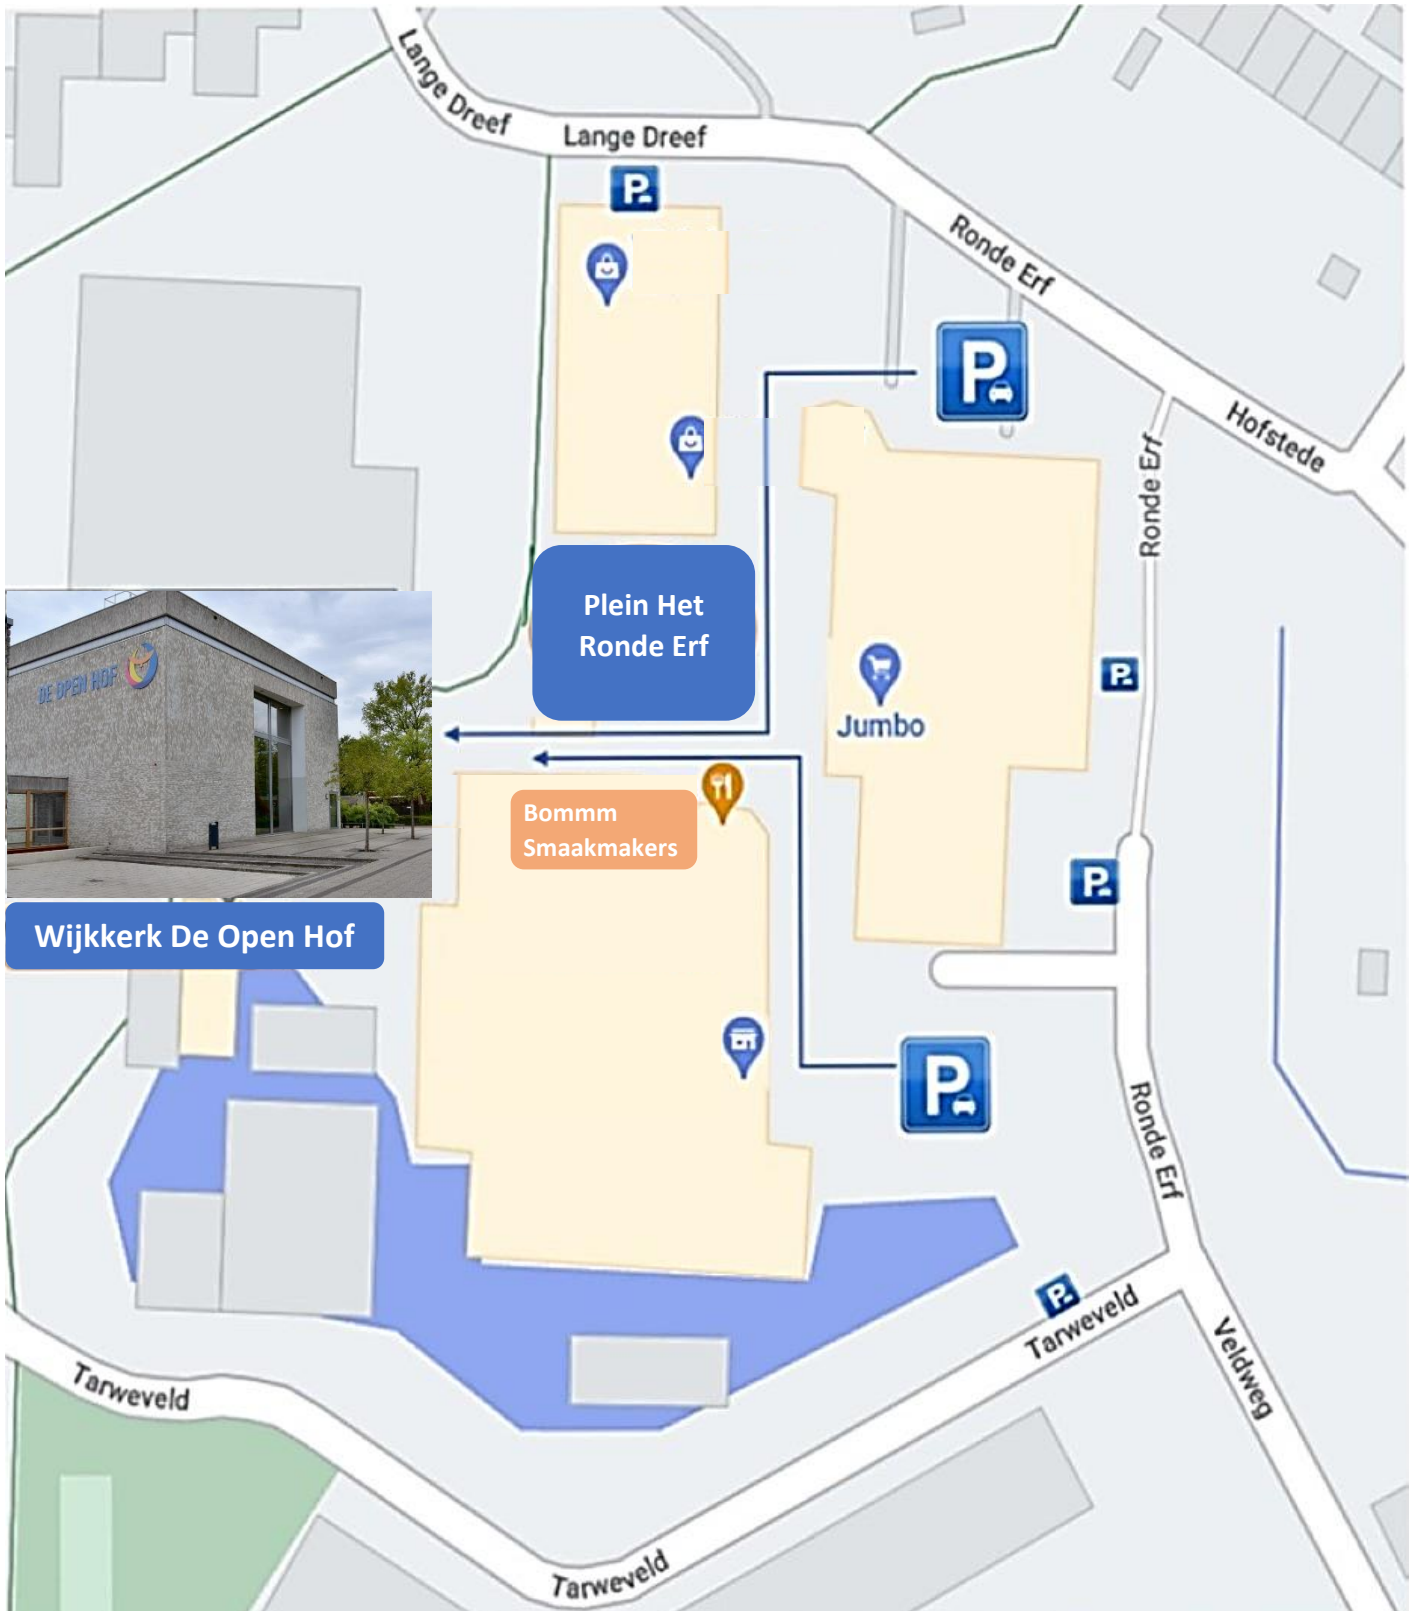 Lange Dreef
Lange Dreef
P
Ronde Erf
P
Hofstede
Ronde Erf
Plein Het
Ronde Erf
DE OPEN HOF
P
Jumbo
Bommm
Smaakmakers
P
Wijkkerk De Open Hof
P
Ronde Erf
P
Tarweveld
Veldweg
Tarweveld
Tarweveld